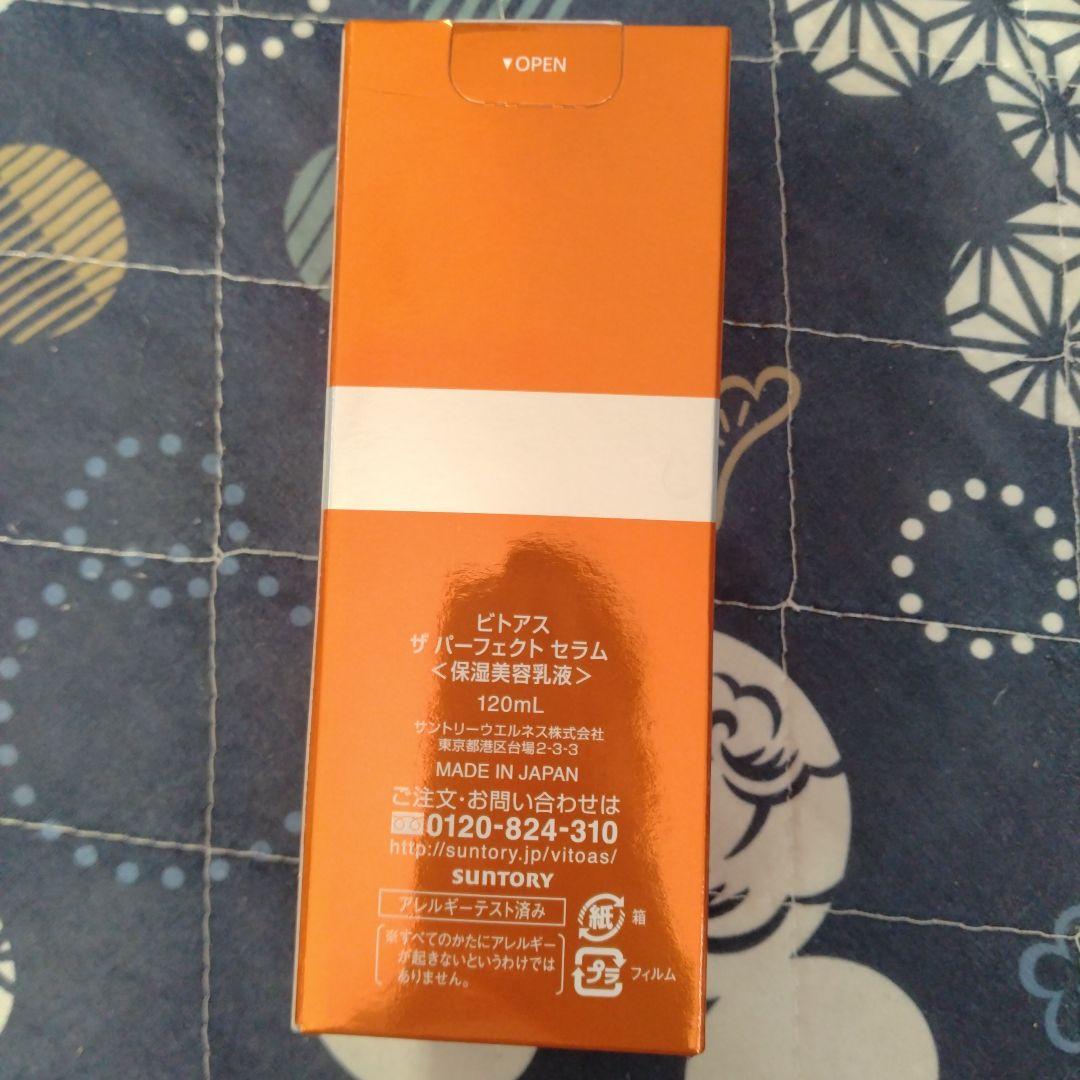 ▼OPEN
ビトアス
ザ パーフェクト セラム
＜保湿美容乳液＞
120mL
サントリーウエルネス株式会社
東京都港区台場2-3-3
MADE IN JAPAN
ご注文・お問い合わせは
0120-824-310
http://suntory.jp/vitoas/
SUNTORY
アレルギーテスト済み
※すべてのかたにアレルギー
が起きないというわけでは
ありません。
紙 箱
プラ フィルム